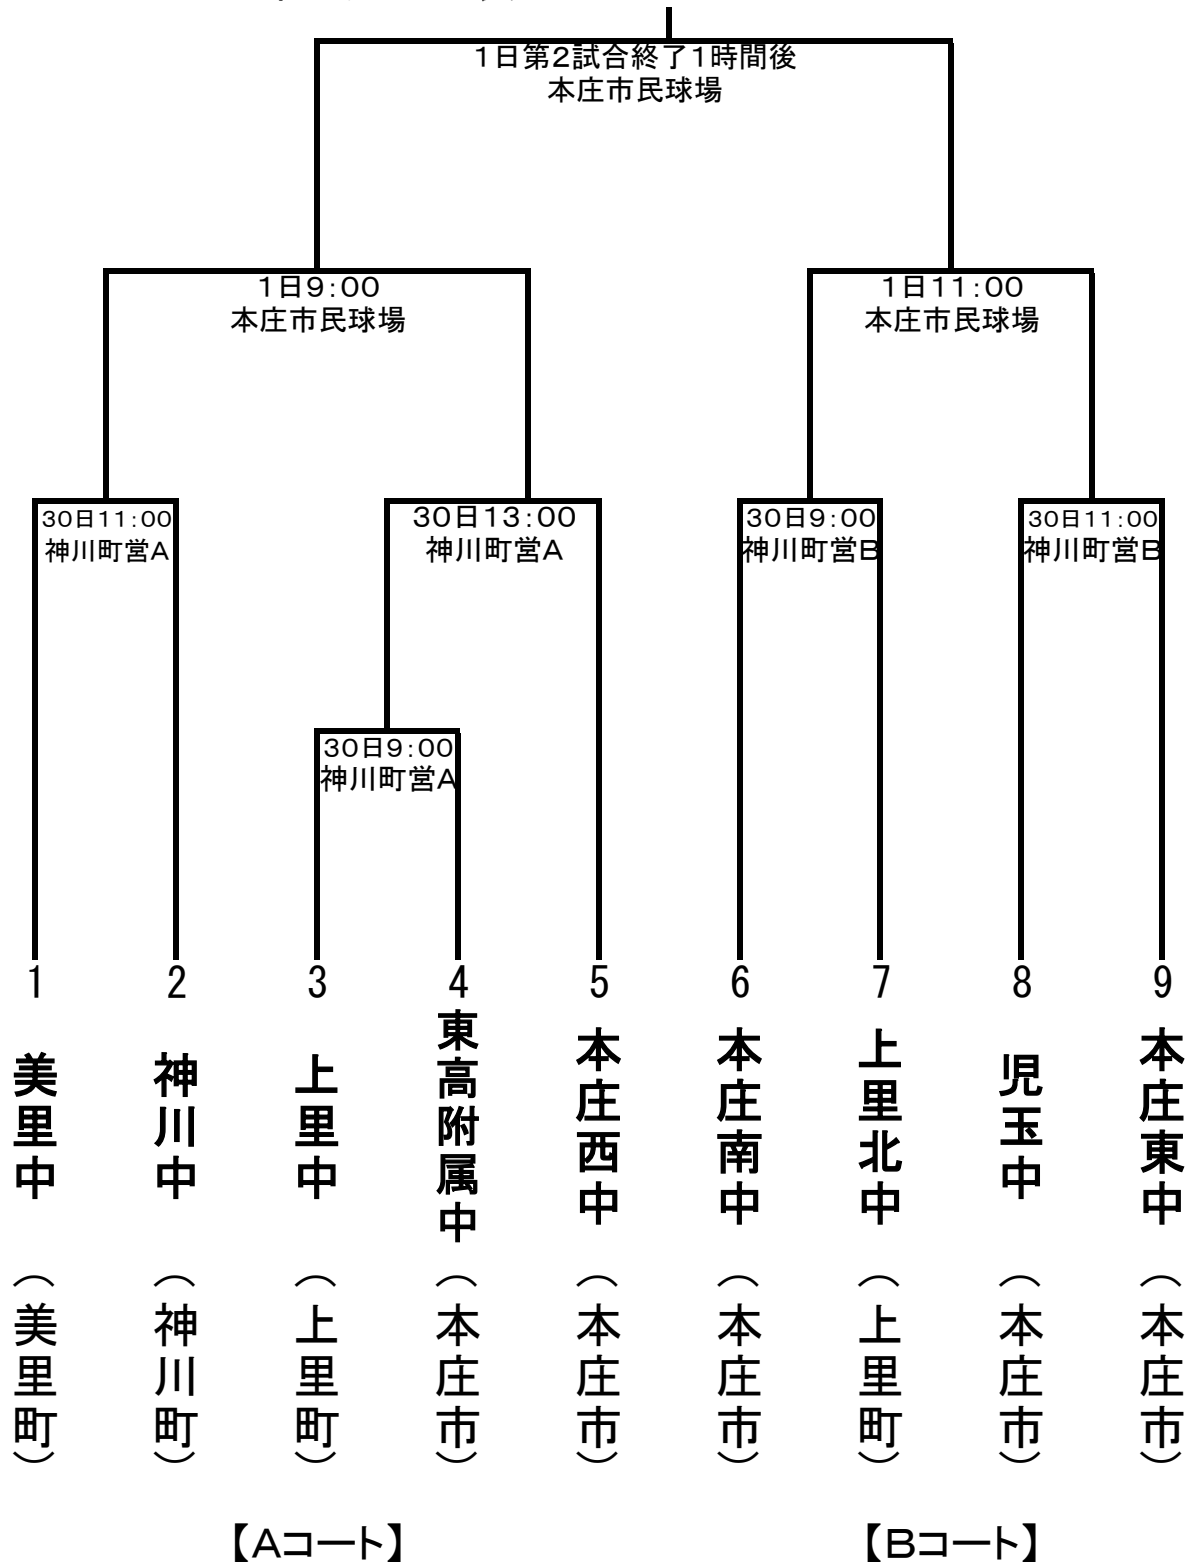 1日第2試合終了1時間後
本庄市民球場
1日9:00
本庄市民球場
1日11:00
本庄市民球場
30日11:00
神川町営A
30日13:00
神川町営A
30日9:00
神川町営B
30日11:00
神川町営B
30日9:00
神川町営A
1
2
3
4
5
6
7
8
9
美里中
神川中
上里中
東高附属中
本庄西中
本庄南中
上里北中
児玉中
本庄東中
（美里町）
（神川町）
（上里町）
（本庄市）
（本庄市）
（本庄市）
（上里町）
（本庄市）
（本庄市）
【Aコート】
【Bコート】